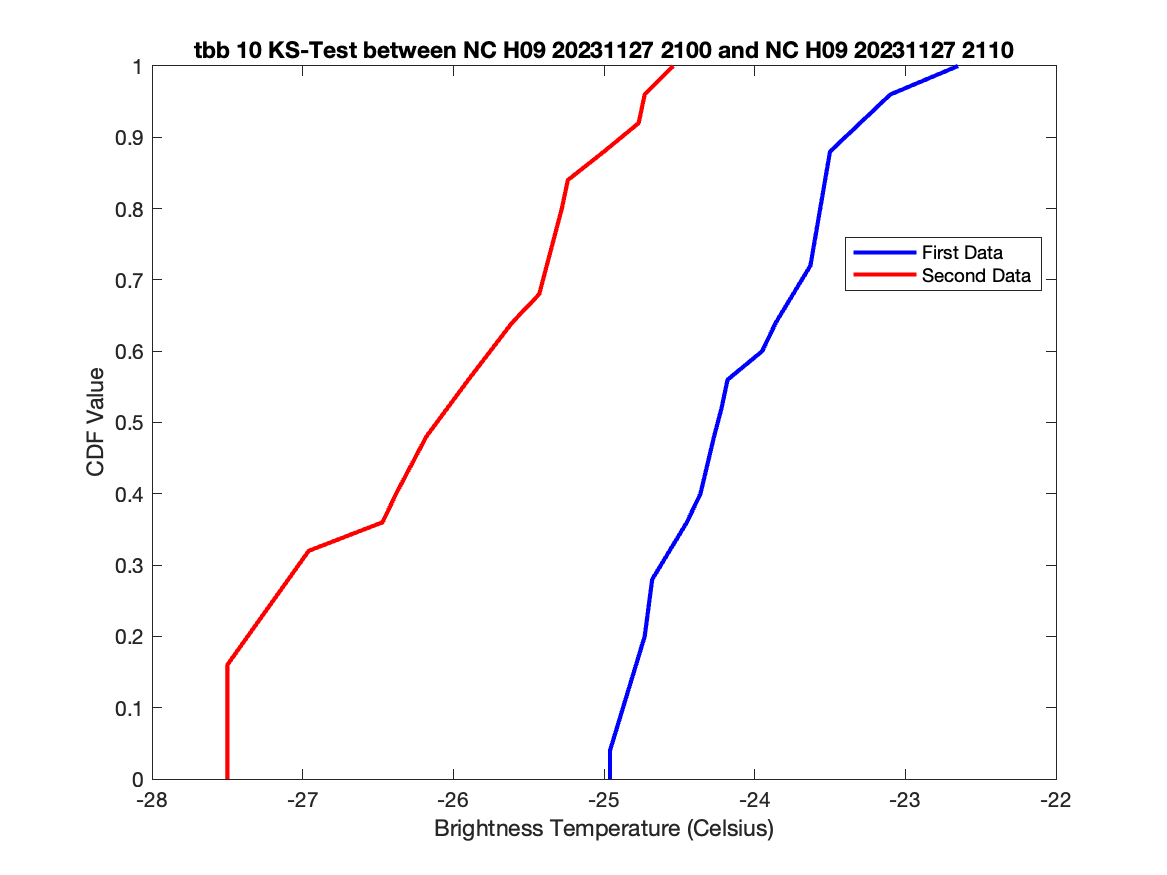 tbb 10 KS-Test between NC H09 20231127 2100 and NC H09 20231127 2110
1
0.9
0.8
0.7
0.6
0.5
0.4
0.3
0.2
0.1
0
CDF Value
First Data
Second Data
-28 -27 -26 -25 -24 -23 -22
Brightness Temperature (Celsius)